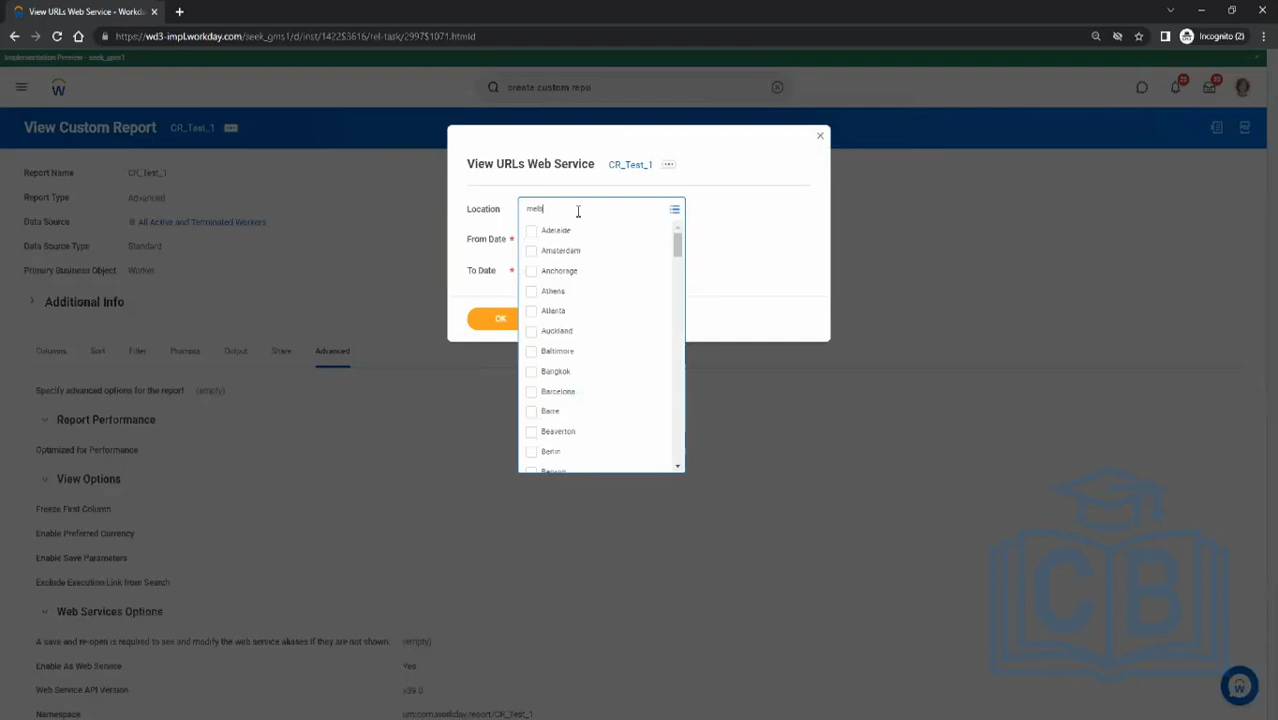 View URLs Web Service - Workda
https://wd3-impl.workday.com/seek_gms1/d/inst/1422$3616/rel-task/2997$1071.htmld
Incognito (2)
Implementation Preview - seek_gms1
create custom repo
View Custom Report CR_Test_1
Report Name CR_Test_1
Report Type Advanced
Data Source All Active and Terminated Workers
Data Source Type Standard
Primary Business Object Worker
Additional Info
Columns Sort Filter Prompts Output Share Advanced
Specify advanced options for the report (empty)
Report Performance
Optimized for Performance
View Options
Freeze First Column
Enable Preferred Currency
Enable Save Parameters
Exclude Execution Link from Search
Web Services Options
A save and re-open is required to see and modify the web service aliases if they are not shown. (empty)
Enable As Web Service Yes
Web Service API Version v39.0
Namespace urn:com.workday.report/CR_Test_1
View URLs Web Service CR_Test_1
Location melb
From Date *
To Date *
OK
Adelaide
Amsterdam
Anchorage
Athens
Atlanta
Auckland
Baltimore
Bangkok
Barcelona
Barre
Beaverton
Berlin
CB